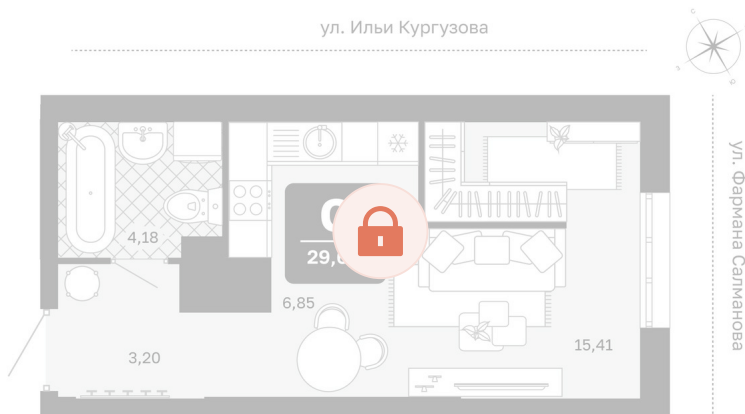 ул. Ильи Кургузова
С
З
Ю
ул. Фармана Салманова
4,18
6,85
3,20
15,41